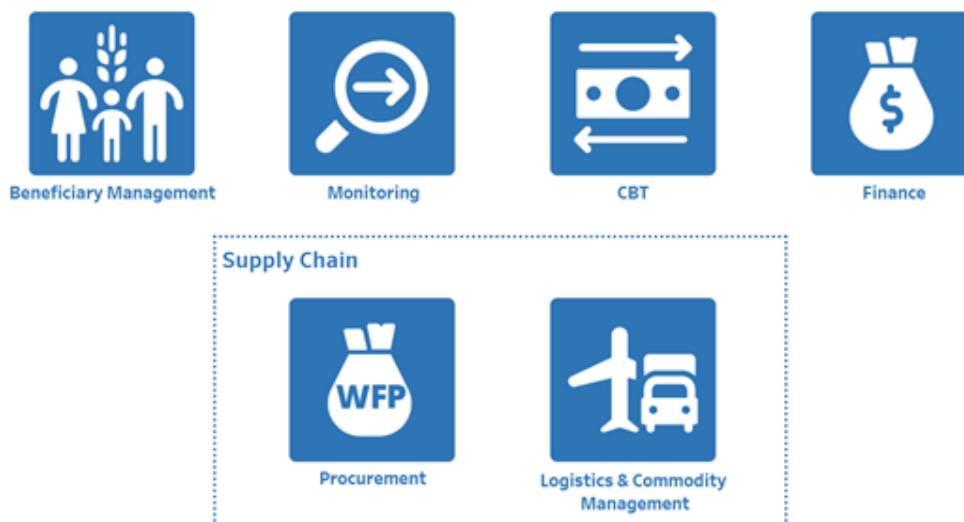 Beneficiary Management
Monitoring
CBT
$
Finance
Supply Chain
WFP
Procurement
Logistics & Commodity
Management